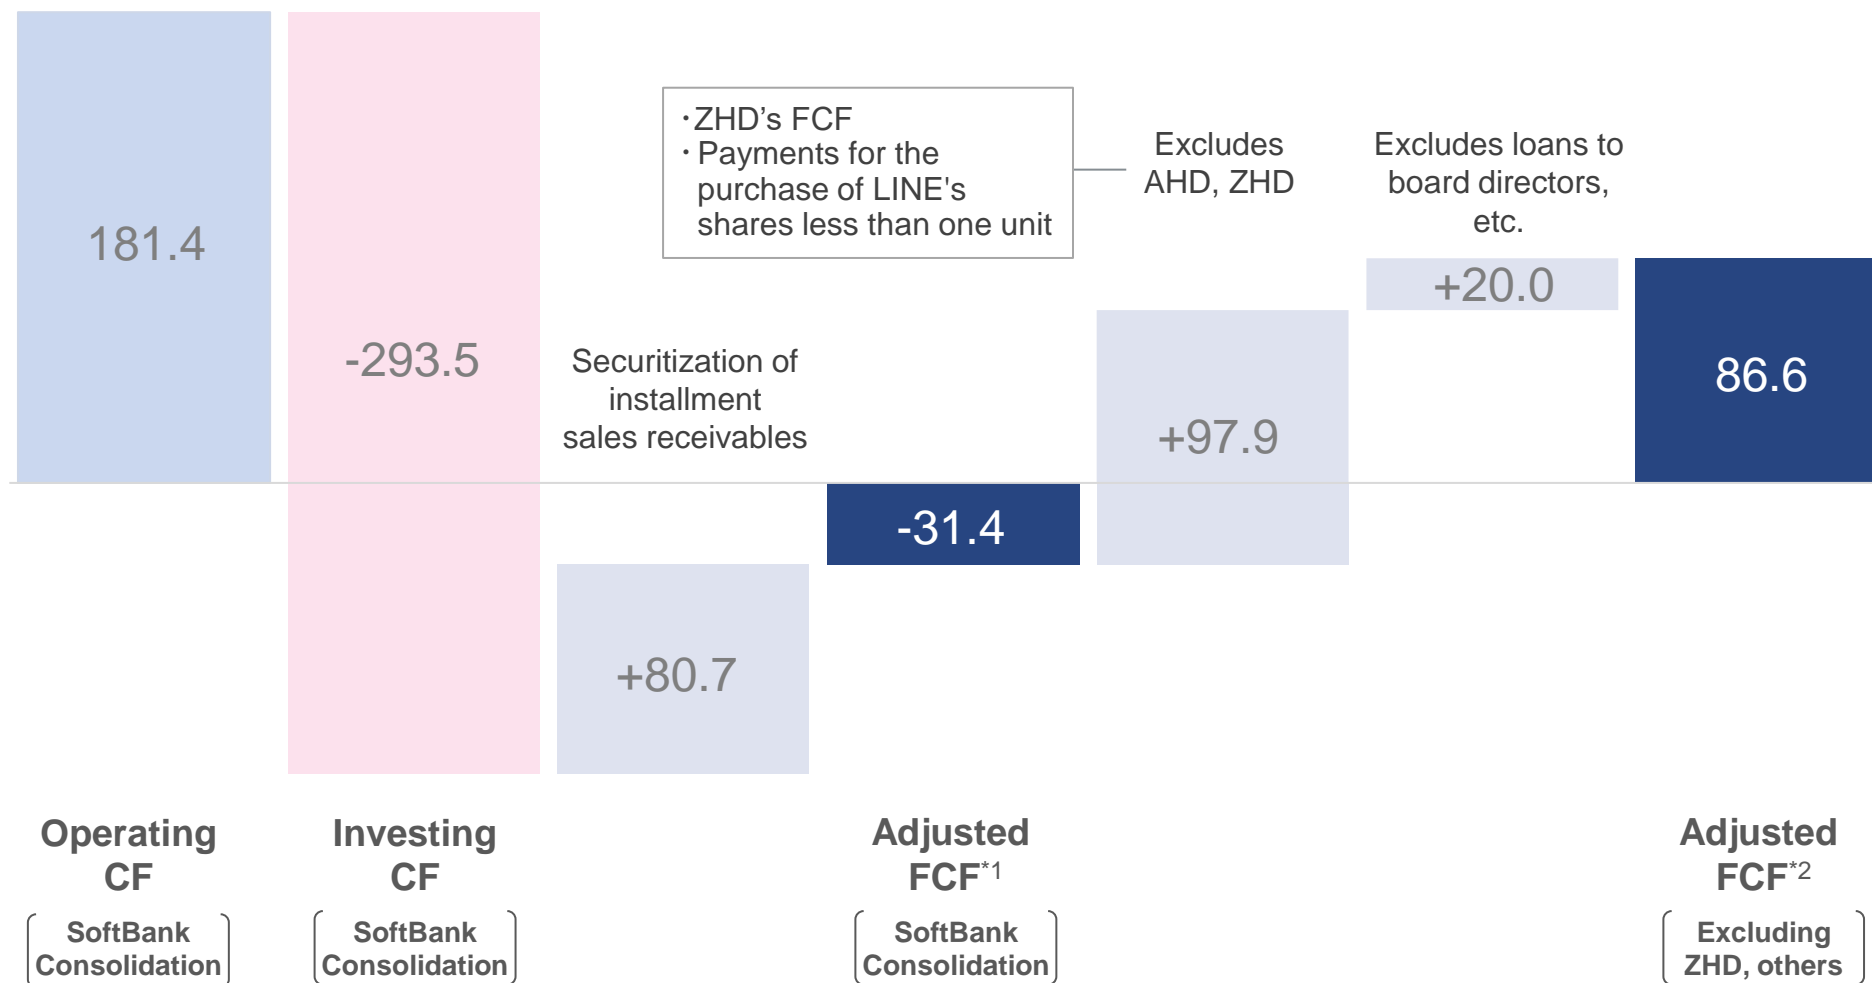 181.4
-293.5
Securitization of
installment
sales receivables
+80.7
-31.4
・ZHD’s FCF
・Payments for the
purchase of LINE's
shares less than one unit
Excludes
AHD, ZHD
+97.9
Excludes loans to
board directors,
etc.
+20.0
86.6
Operating
CF
SoftBank
Consolidation
Investing
CF
SoftBank
Consolidation
Adjusted
FCF*1
SoftBank
Consolidation
Adjusted
FCF*2
Excluding
ZHD, others